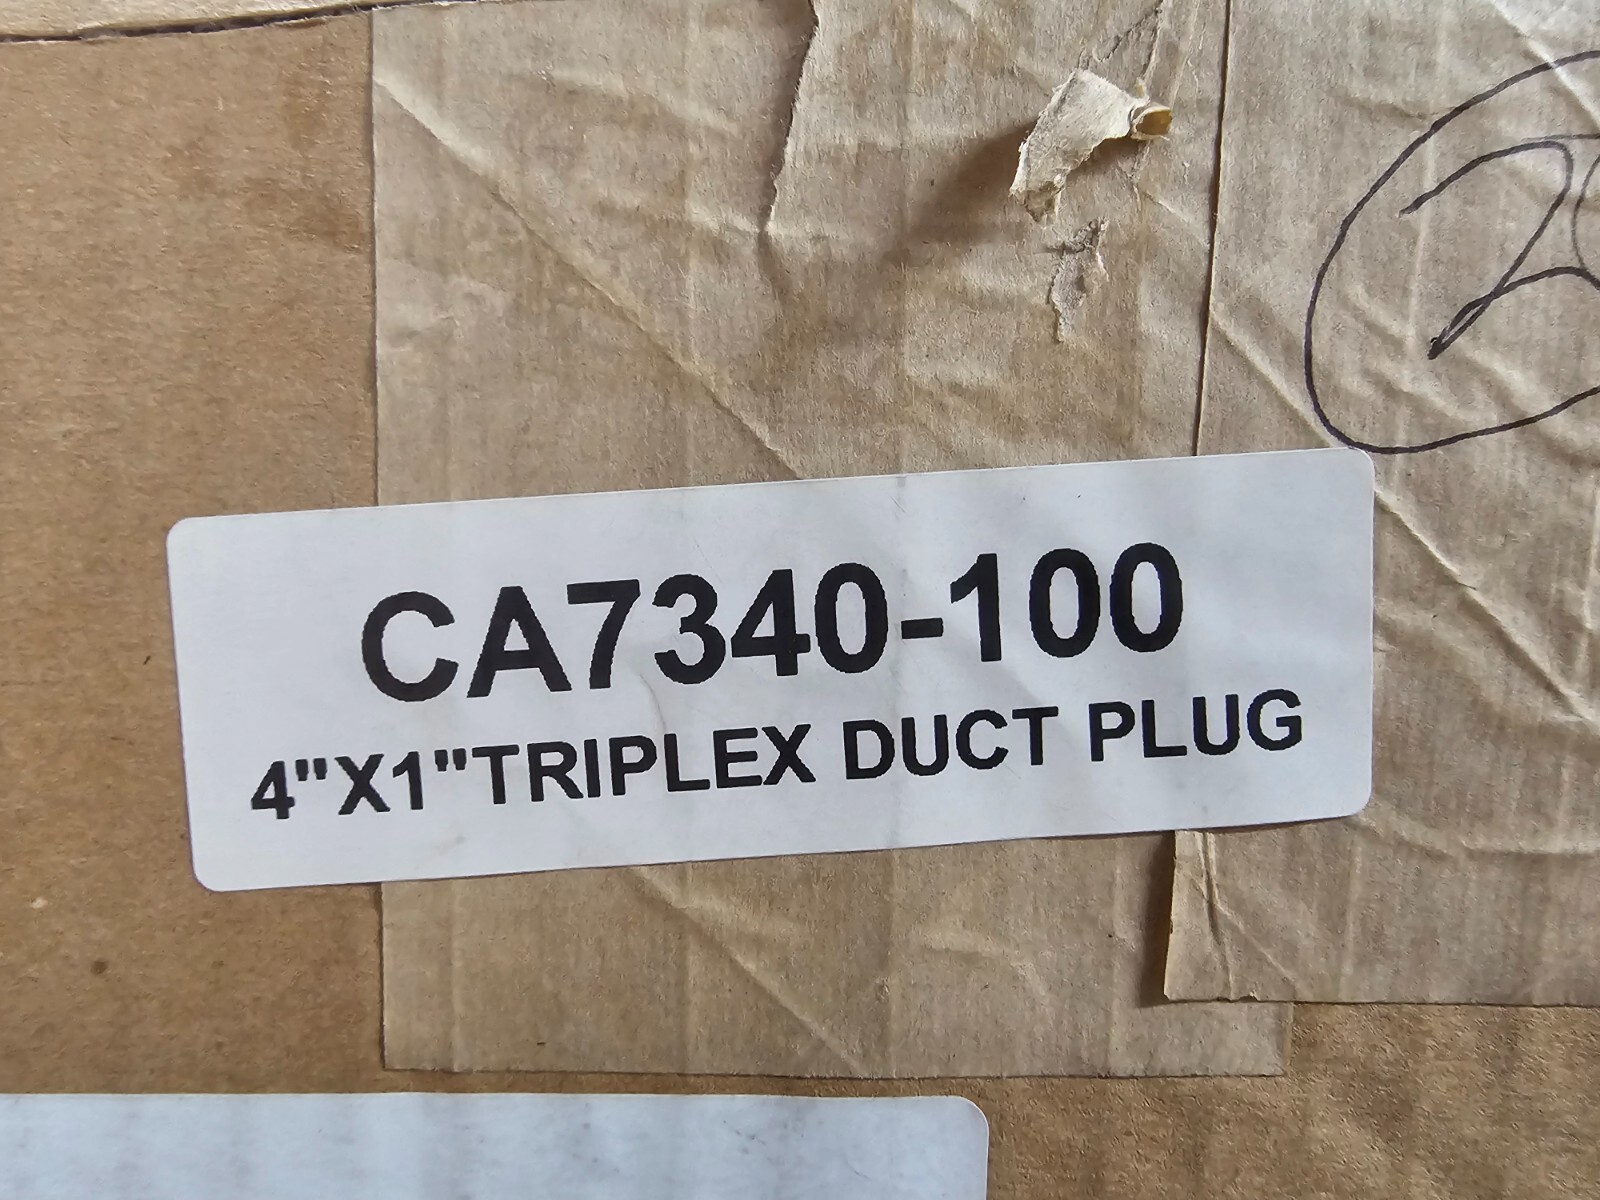 CA7340-100
4"X1"TRIPLEX DUCT PLUG